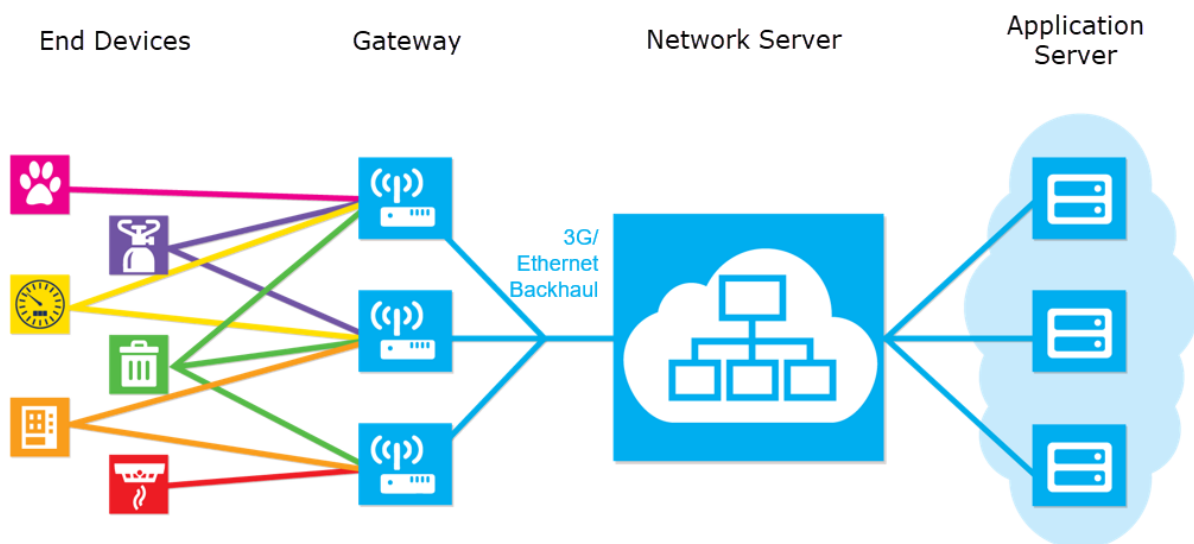 End Devices
Gateway
Network Server
Application
Server
3G/
Ethernet
Backhaul